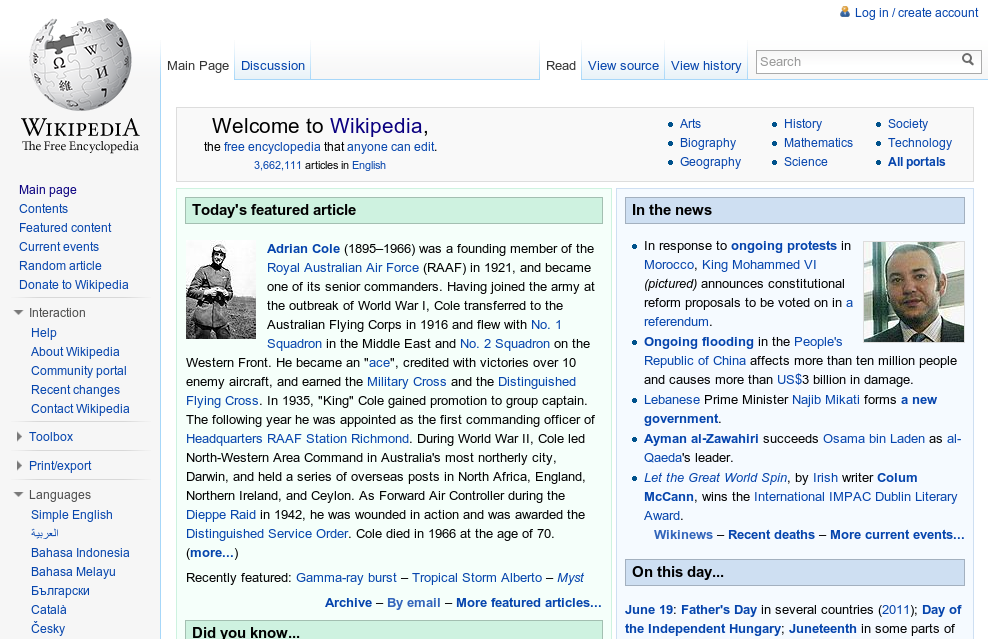 Log in / create account
Main Page
Discussion
Read
View source
View history
Search
Ω
W
И
維
WIKIPEDIA
The Free Encyclopedia
Main page
Contents
Featured content
Current events
Random article
Donate to Wikipedia
Interaction
Help
About Wikipedia
Community portal
Recent changes
Contact Wikipedia
Toolbox
Print/export
Languages
Simple English
العربية
Bahasa Indonesia
Bahasa Melayu
Български
Català
Česky
Welcome to Wikipedia,
the free encyclopedia that anyone can edit.
3,662,111 articles in English
Arts
Biography
Geography
History
Mathematics
Science
Society
Technology
All portals
Today's featured article
Adrian Cole (1895–1966) was a founding member of the
Royal Australian Air Force (RAAF) in 1921, and became
one of its senior commanders. Having joined the army at
the outbreak of World War I, Cole transferred to the
Australian Flying Corps in 1916 and flew with No. 1
Squadron in the Middle East and No. 2 Squadron on the
Western Front. He became an "ace", credited with victories over 10
enemy aircraft, and earned the Military Cross and the Distinguished
Flying Cross. In 1935, "King" Cole gained promotion to group captain.
The following year he was appointed as the first commanding officer of
Headquarters RAAF Station Richmond. During World War II, Cole led
North-Western Area Command in Australia's most northerly city,
Darwin, and held a series of overseas posts in North Africa, England,
Northern Ireland, and Ceylon. As Forward Air Controller during the
Dieppe Raid in 1942, he was wounded in action and was awarded the
Distinguished Service Order. Cole died in 1966 at the age of 70.
(more...)
Recently featured: Gamma-ray burst – Tropical Storm Alberto – Myst
Archive – By email – More featured articles...
Did you know...
In the news
In response to ongoing protests in
Morocco, King Mohammed VI
(pictured) announces constitutional
reform proposals to be voted on in a
referendum.
Ongoing flooding in the People's
Republic of China affects more than ten million people
and causes more than US$3 billion in damage.
Lebanese Prime Minister Najib Mikati forms a new
government.
Ayman al-Zawahiri succeeds Osama bin Laden as al-
Qaeda's leader.
Let the Great World Spin, by Irish writer Colum
McCann, wins the International IMPAC Dublin Literary
Award.
Wikinews – Recent deaths – More current events...
On this day...
June 19: Father's Day in several countries (2011); Day of
the Independent Hungary; Juneteenth in some parts of